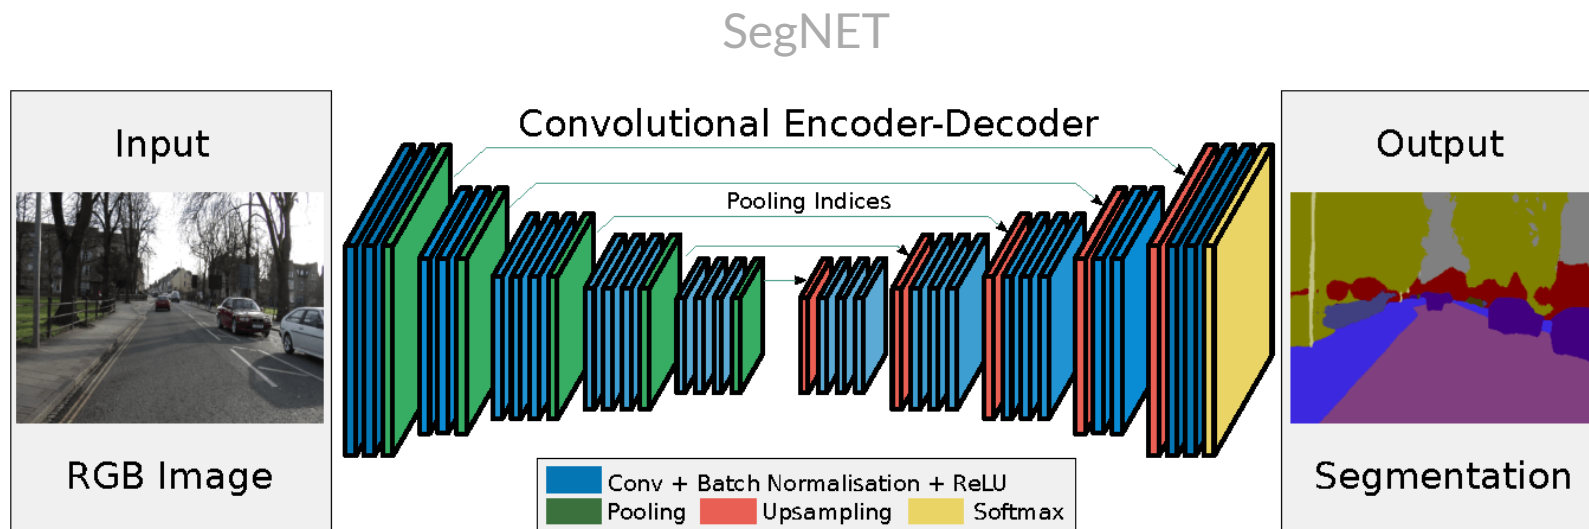 SegNET
Convolutional Encoder-Decoder
Input
RGB Image
Pooling Indices
Output
Segmentation
Conv + Batch Normalisation + ReLU
Pooling Upsampling Softmax